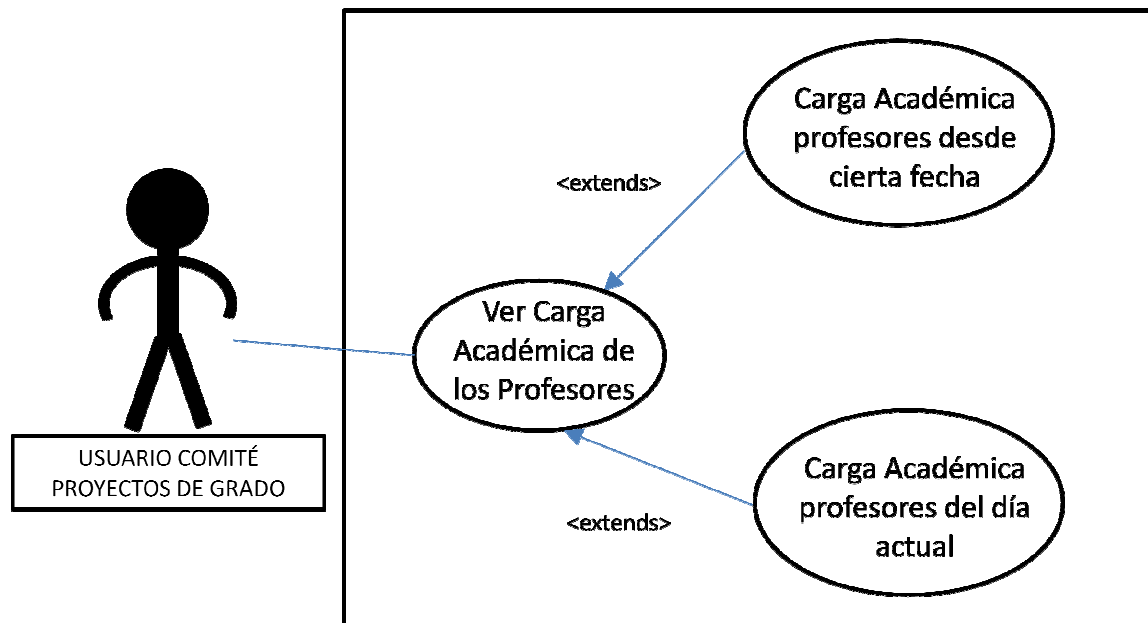 Carga Académica
profesores desde
cierta fecha
<extends>
Ver Carga
Académica de
los Profesores
USUARIO COMITÉ
PROYECTOS DE GRADO
Carga Académica
profesores del día
actual
<extends>